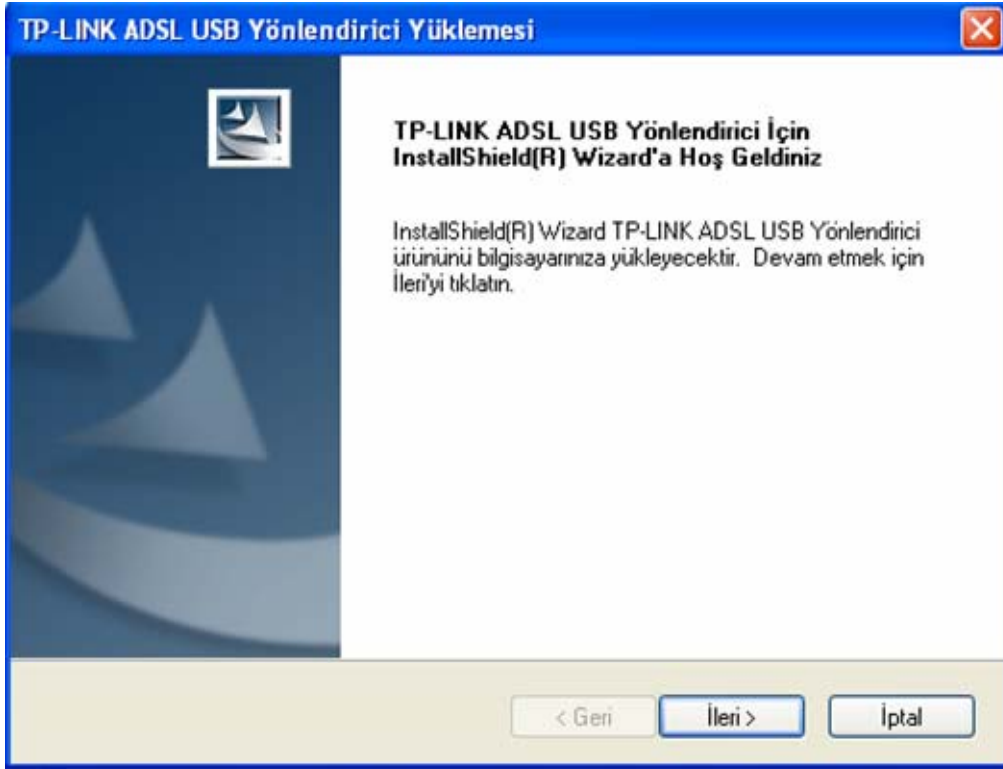 TP-LINK ADSL USB Yönlendirici Yüklemesi
TP-LINK ADSL USB Yönlendirici İçin
InstallShield(R) Wizard'a Hoş Geldiniz
InstallShield(R) Wizard TP-LINK ADSL USB Yönlendirici
ürününü bilgisayarınıza yükleyecektir. Devam etmek için
İleri'yi tıklatın.
< Geri
İleri >
İptal